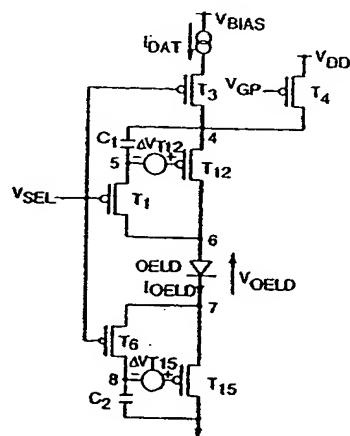 VBIAS
iDAT
VDD
T3
VGP
T4
C1
ΔVT12
4
5
− +
T12
VSEL
T1
6
OELD
IOELD
VOELD
7
T6
ΔVT15
8
− +
T15
C2